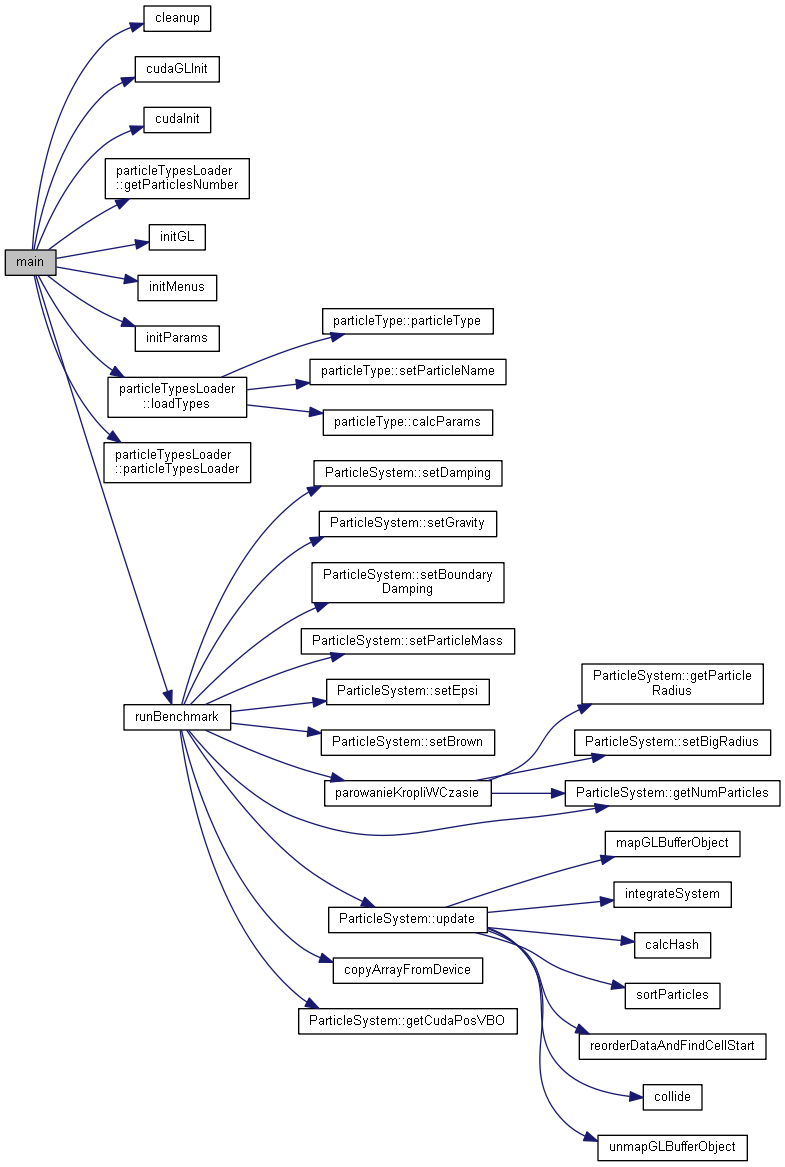 cleanup
cudaGLInit
cudaInit
particleTypesLoader
::getParticlesNumber
initGL
main
initMenus
initParams
particleType::particleType
particleType::setParticleName
particleTypesLoader
::loadTypes
particleType::calcParams
particleTypesLoader
::particleTypesLoader
ParticleSystem::setDamping
ParticleSystem::setGravity
ParticleSystem::setBoundary
Damping
ParticleSystem::setParticleMass
ParticleSystem::getParticle
Radius
ParticleSystem::setEpsi
runBenchmark
ParticleSystem::setBrown
ParticleSystem::setBigRadius
parowanieKropliWCzasie
ParticleSystem::getNumParticles
mapGLBufferObject
integrateSystem
ParticleSystem::update
calcHash
copyArrayFromDevice
sortParticles
ParticleSystem::getCudaPosVBO
reorderDataAndFindCellStart
collide
unmapGLBufferObject